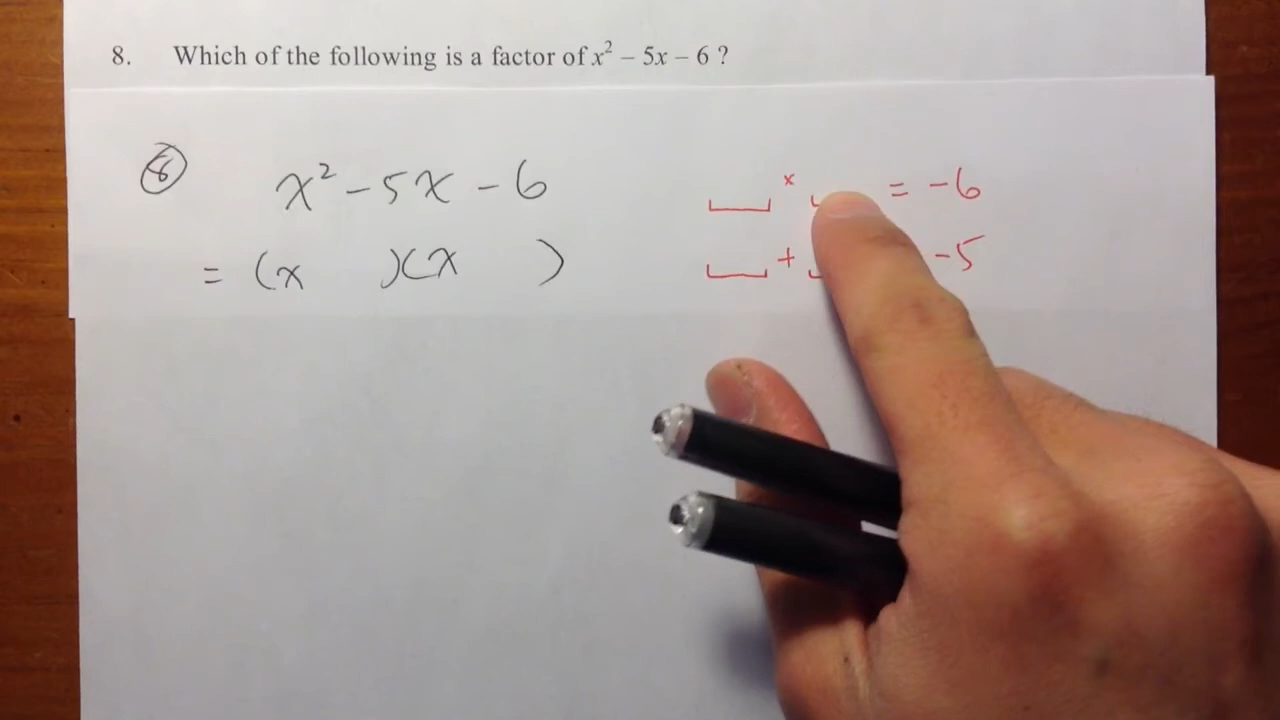 8. Which of the following is a factor of x² – 5x – 6 ?
⑧ x² - 5x - 6
= (x )(x )
× = -6
+ -5